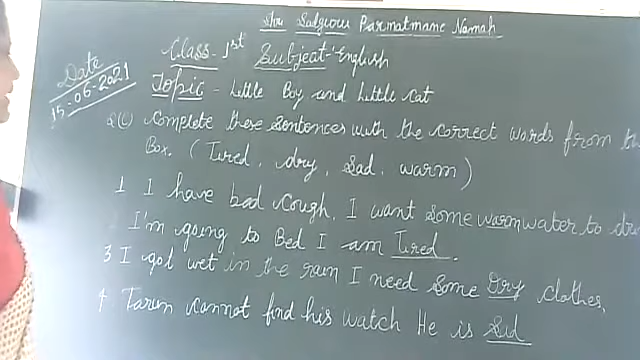 Shri Sadguru Parmatmane Namah
Class-1st Subject-English
Date
15-06-2021
Topic - Little Boy and Little Cat
Complete these sentences with the correct words from
Box. (Tired, dry, Sad, warm)
1 I have bad cough, I want some warm water to
I'm going to Bed I am Tired.
3 I got wet in the rain I need some Dry clothes,
4 Tarun cannot find his watch He is Sad